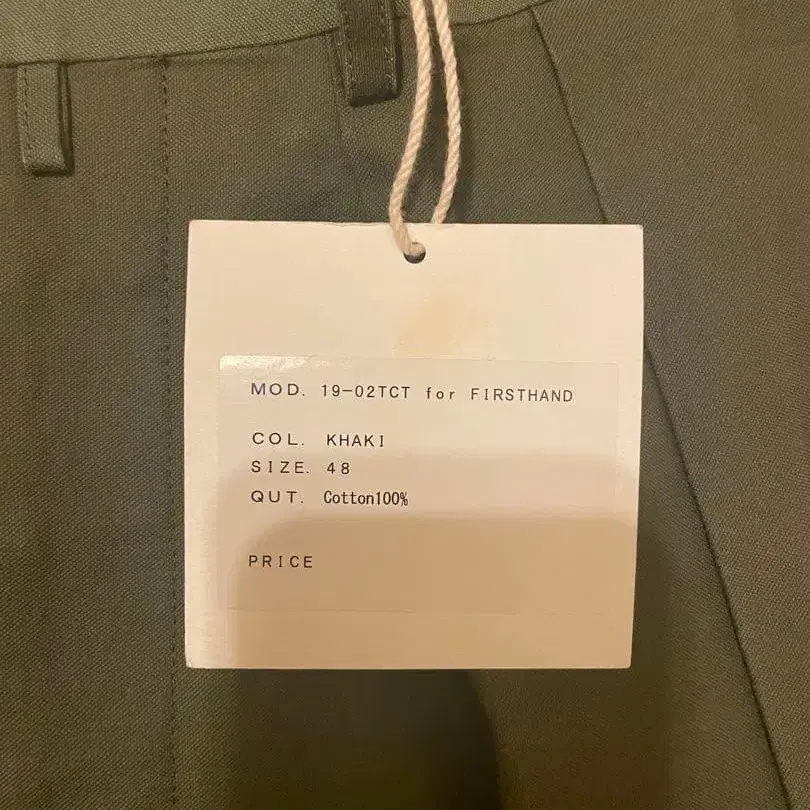 MOD. 19-02TCT for FIRSTHAND
COL. KHAKI
SIZE. 48
QUT. Cotton100%
PRICE